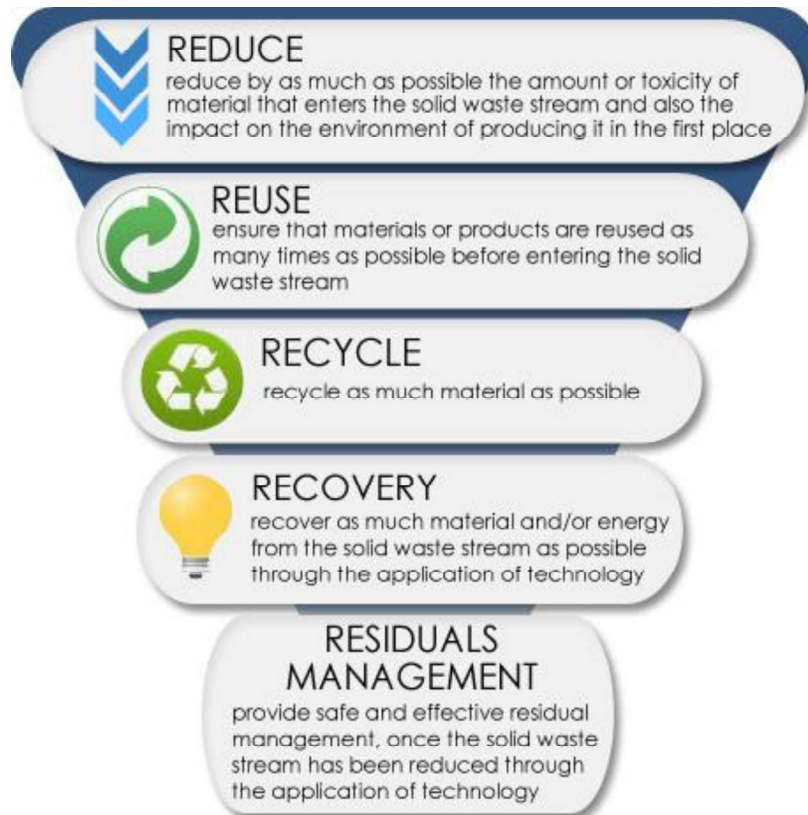 REDUCE
reduce by as much as possible the amount or toxicity of
material that enters the solid waste stream and also the
impact on the environment of producing it in the first place
REUSE
ensure that materials or products are reused as
many times as possible before entering the solid
waste stream
RECYCLE
recycle as much material as possible
RECOVERY
recover as much material and/or energy
from the solid waste stream as possible
through the application of technology
RESIDUALS
MANAGEMENT
provide safe and effective residual
management, once the solid waste
stream has been reduced through
the application of technology